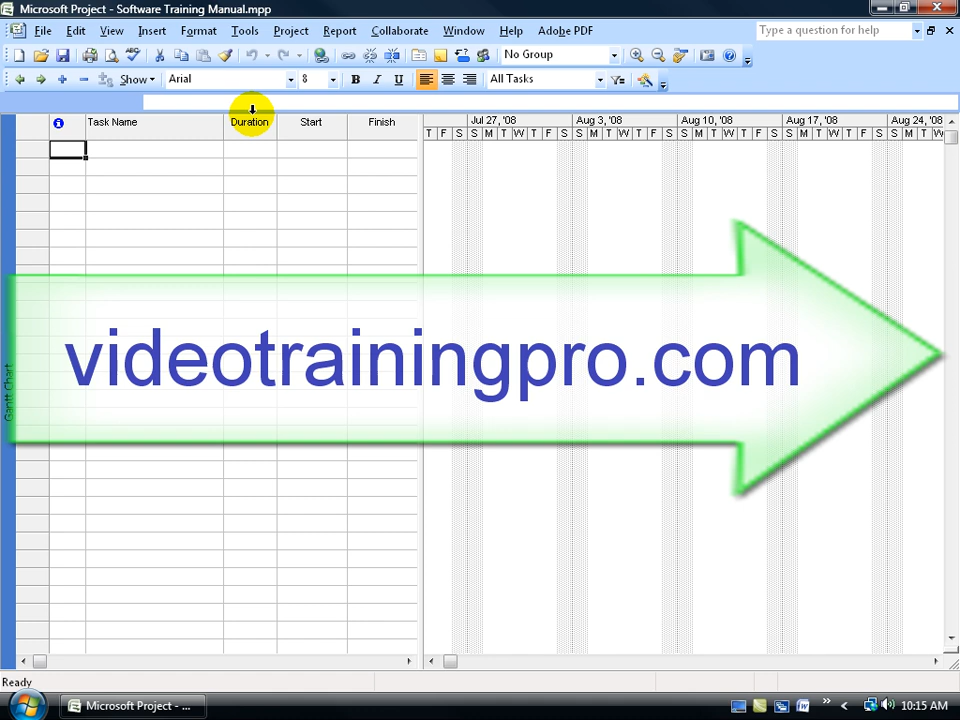 Microsoft Project - Software Training Manual.mpp
File Edit View Insert Format Tools Project Report Collaborate Window Help Adobe PDF
Type a question for help
No Group
Show Arial 8 B I U All Tasks
Task Name Duration Start Finish
Jul 27, '08 Aug 3, '08 Aug 10, '08 Aug 17, '08 Aug 24, '08
T F S S M T W T F S S M T W T F S S M T W T F S S M T W T F S S M T W
videotrainingpro.com
Gantt Chart
Ready
Microsoft Project - ...
10:15 AM